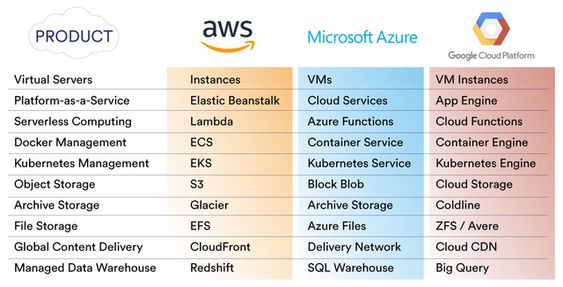 PRODUCT aws Microsoft Azure Google Cloud Platform
Virtual Servers Instances VMs VM Instances
Platform-as-a-Service Elastic Beanstalk Cloud Services App Engine
Serverless Computing Lambda Azure Functions Cloud Functions
Docker Management ECS Container Service Container Engine
Kubernetes Management EKS Kubernetes Service Kubernetes Engine
Object Storage S3 Block Blob Cloud Storage
Archive Storage Glacier Archive Storage Coldline
File Storage EFS Azure Files ZFS / Avere
Global Content Delivery CloudFront Delivery Network Cloud CDN
Managed Data Warehouse Redshift SQL Warehouse Big Query